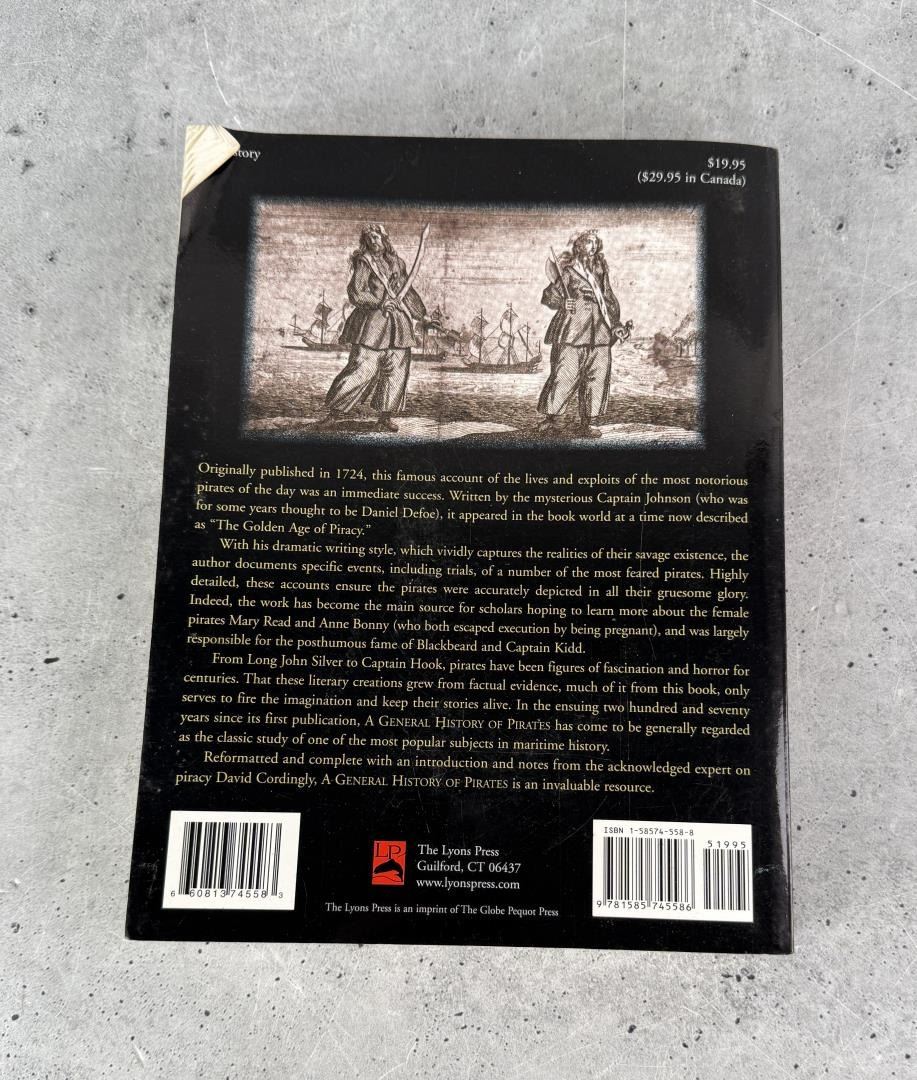 story
$19.95
($29.95 in Canada)
Originally published in 1724, this famous account of the lives and exploits of the most notorious
pirates of the day was an immediate success. Written by the mysterious Captain Johnson (who was
for some years thought to be Daniel Defoe), it appeared in the book world at a time now described
as “The Golden Age of Piracy.”
With his dramatic writing style, which vividly captures the realities of their savage existence, the
author documents specific events, including trials, of a number of the most feared pirates. Highly
detailed, these accounts ensure the pirates were accurately depicted in all their gruesome glory.
Indeed, the work has become the main source for scholars hoping to learn more about the female
pirates Mary Read and Anne Bonny (who both escaped execution by being pregnant), and was largely
responsible for the posthumous fame of Blackbeard and Captain Kidd.
From Long John Silver to Captain Hook, pirates have been figures of fascination and horror for
centuries. That these literary creations grew from factual evidence, much of it from this book, only
serves to fire the imagination and keep their stories alive. In the ensuing two hundred and seventy
years since its first publication, A GENERAL HISTORY OF PIRATES has come to be generally regarded
as the classic study of one of the most popular subjects in maritime history.
Reformatted and complete with an introduction and notes from the acknowledged expert on
piracy David Cordingly, A GENERAL HISTORY OF PIRATES is an invaluable resource.
6 60813 74558 3
LP
The Lyons Press
Guilford, CT 06437
www.lyonspress.com
The Lyons Press is an imprint of The Globe Pequot Press
ISBN 1-58574-558-8
51995
9 781585 745586